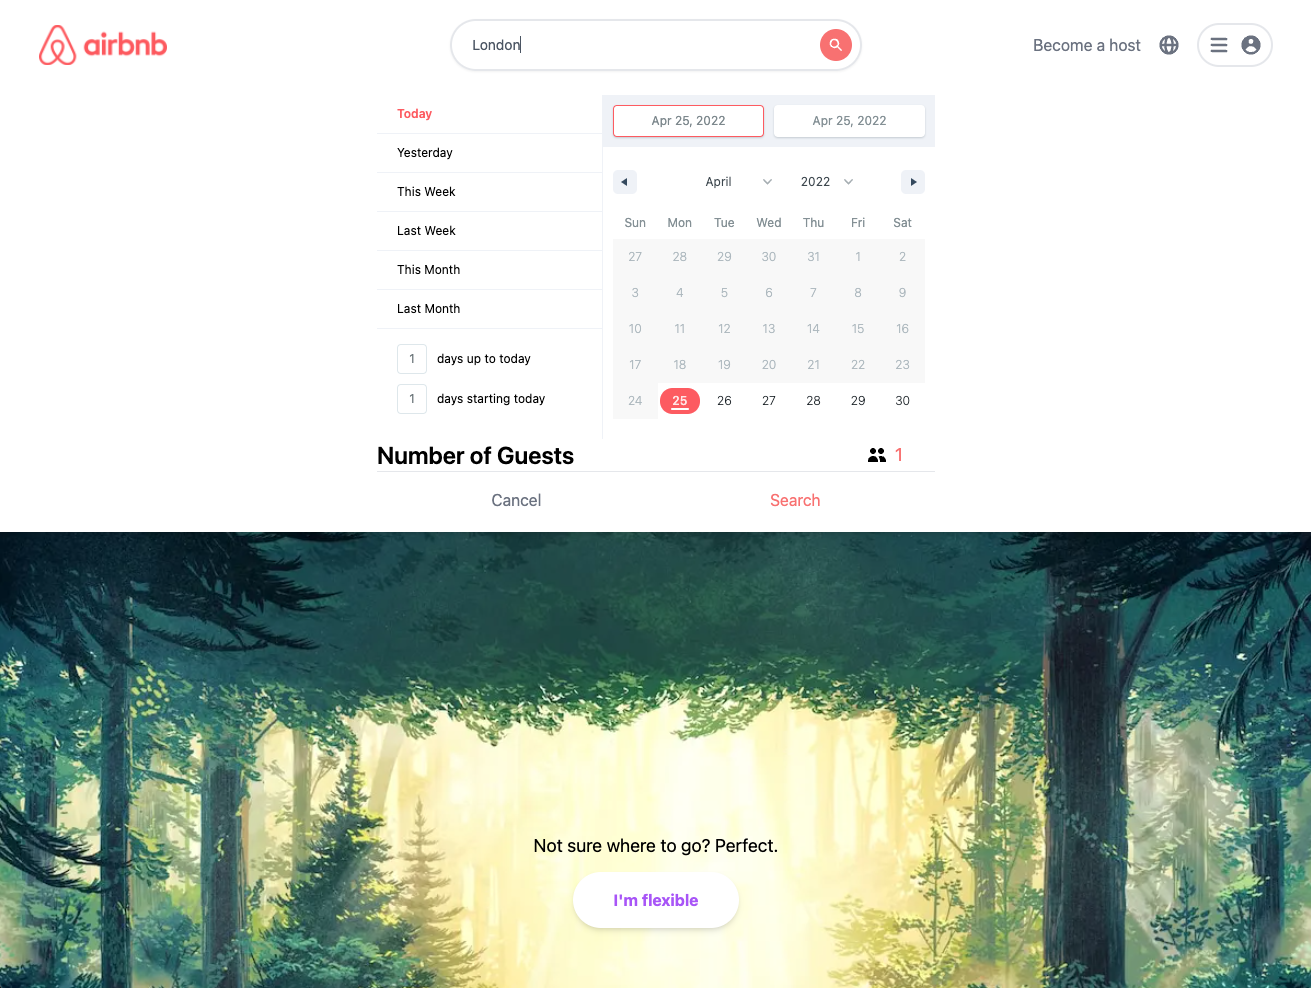 airbnb
London
Become a host
Today
Yesterday
This Week
Last Week
This Month
Last Month
1 days up to today
1 days starting today
Apr 25, 2022 Apr 25, 2022
April 2022
Sun Mon Tue Wed Thu Fri Sat
27 28 29 30 31 1 2
3 4 5 6 7 8 9
10 11 12 13 14 15 16
17 18 19 20 21 22 23
24 25 26 27 28 29 30
Number of Guests 1
Cancel Search
Not sure where to go? Perfect.
I'm flexible